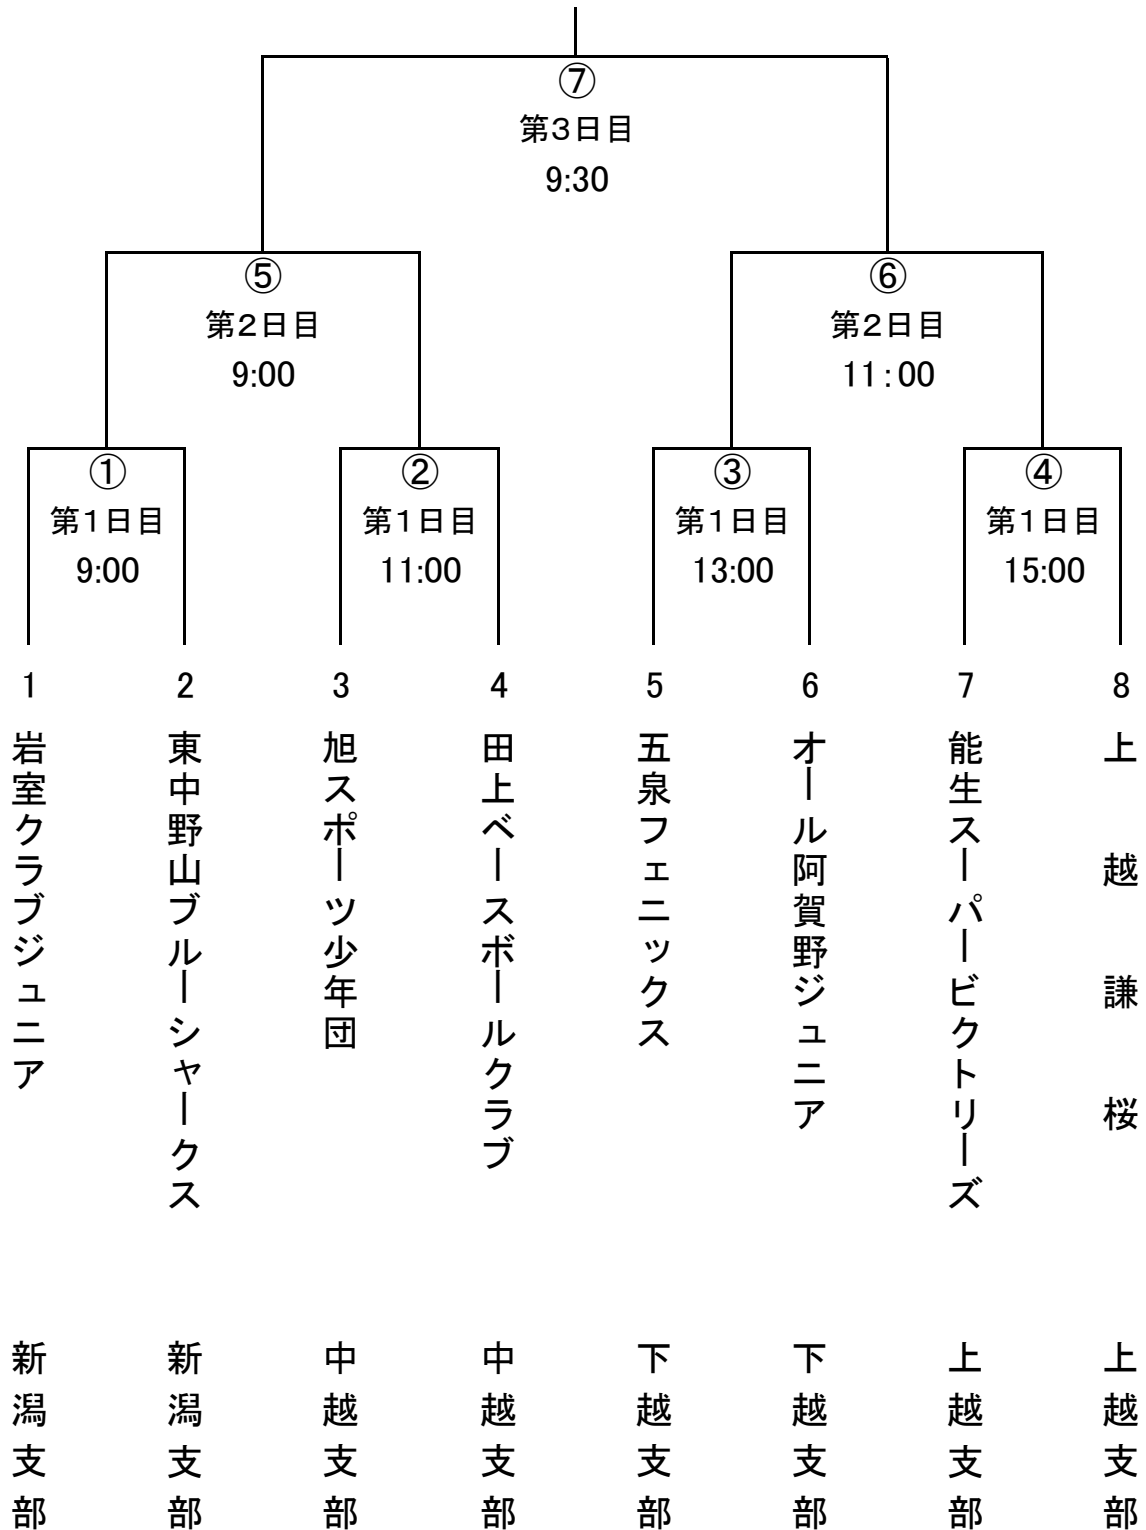 ⑦
第3日目
9:30
⑤
第2日目
9:00
⑥
第2日目
11:00
①
第1日目
9:00
②
第1日目
11:00
③
第1日目
13:00
④
第1日目
15:00
1
岩室クラブジュニア
新潟支部
2
東中野山ブルーシャークス
新潟支部
3
旭スポーツ少年団
中越支部
4
田上ベースボールクラブ
中越支部
5
五泉フェニックス
下越支部
6
オール阿賀野ジュニア
下越支部
7
能生スーパービクトリーズ
上越支部
8
上越謙桜
上越支部